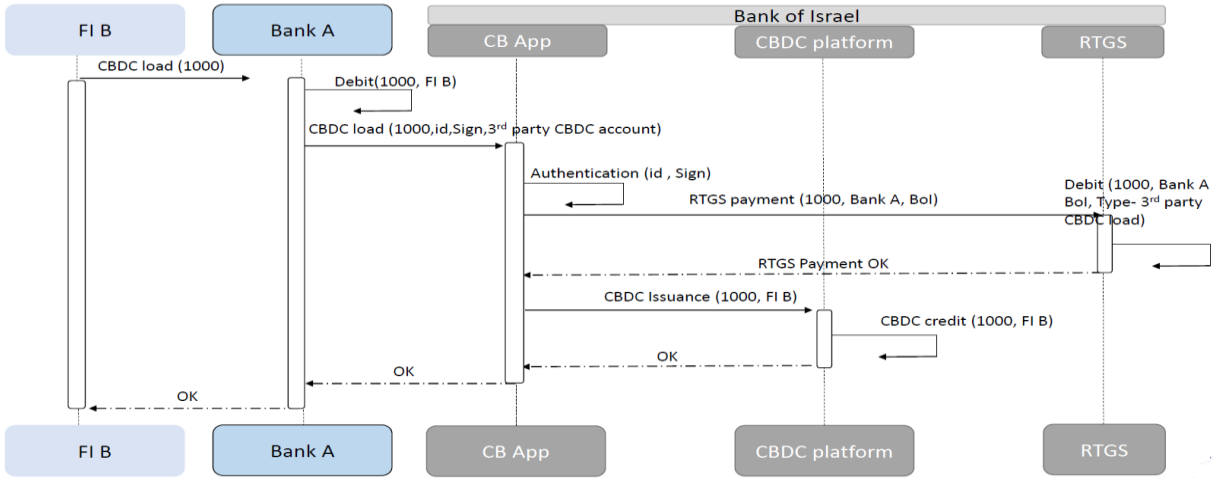 Bank of Israel
FI B
Bank A
CB App
CBDC platform
RTGS
CBDC load (1000)
Debit(1000, FI B)
CBDC load (1000,id,Sign,3rd party CBDC account)
Authentication (id , Sign)
RTGS payment (1000, Bank A, BoI)
Debit (1000, Bank A
BoI, Type- 3rd party
CBDC load)
RTGS Payment OK
CBDC Issuance (1000, FI B)
CBDC credit (1000, FI B)
OK
OK
OK
FI B
Bank A
CB App
CBDC platform
RTGS